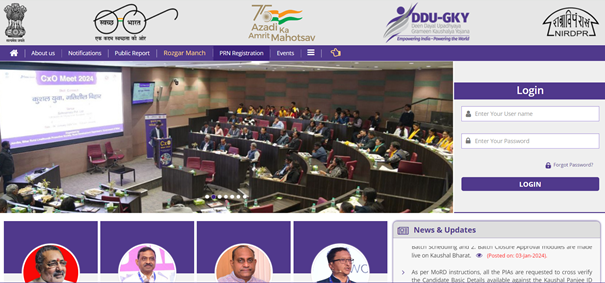 स्वच्छ भारत
एक कदम स्वच्छता की ओर
75
Azadi Ka
Amrit Mahotsav
DDU-GKY
Deen Dayal Upadhyaya
Grameen Kaushalya Yojana
Empowering India - Powering the World
NIRDPR
About us
Notifications
Public Report
Rozgar Manch
PRN Registration
Events
CxO Meet 2024
कुशल युवा, गतिशील बिहार
CxO
Login
Enter Your User name
Enter Your Password
Forgot Password?
LOGIN
News & Updates
Batch Scheduling and 2. Batch Closure Approval modules are made
live on Kaushal Bharat. (Posted on: 03-Jan-2024).
As per MoRD instructions, all the PIAs are requested to cross verify
the Candidate Basic Details available against the Kaushal Panjee ID